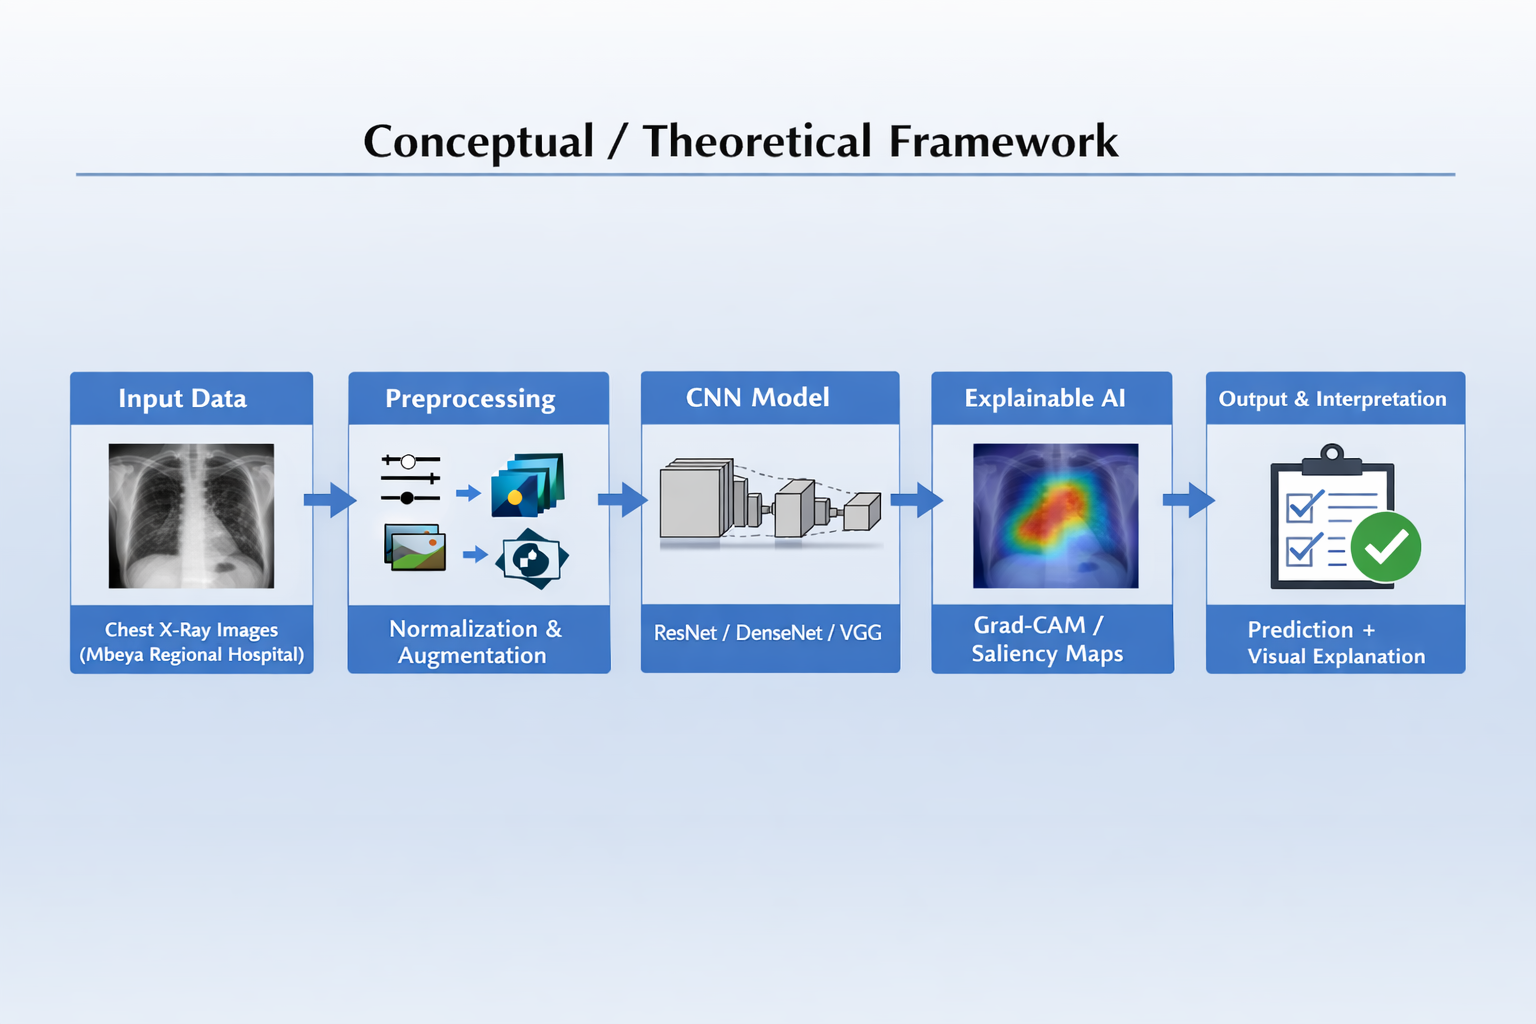 Conceptual / Theoretical Framework
Input Data
Chest X-Ray Images
(Mbeya Regional Hospital)
Preprocessing
Normalization &
Augmentation
CNN Model
ResNet / DenseNet / VGG
Explainable AI
Grad-CAM /
Saliency Maps
Output & Interpretation
Prediction +
Visual Explanation